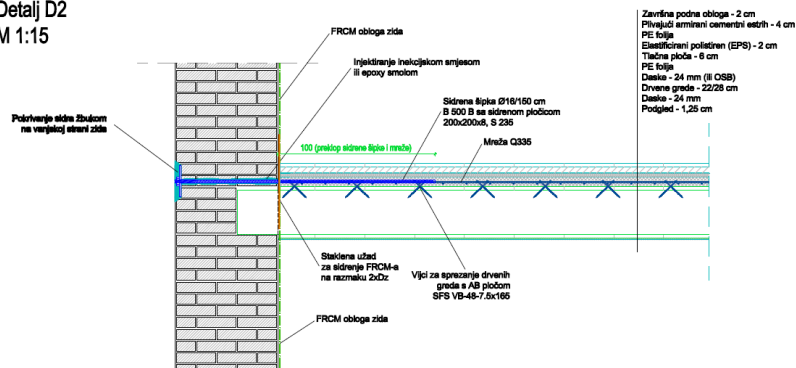 Detalj D2
M 1:15
FRCM obloga zida
Injektiranje inekcijskom smjesom
ili epoxy smolom
Sidrena šipka Ø16/150 cm
B 500 B sa sidrenom pločicom
200x200x8, S 235
Mreža Q335
Završna podna obloga - 2 cm
Plivajući armirani cementni estrih - 4 cm
PE folija
Elastificirani polistiren (EPS) - 2 cm
Tlačna ploča - 6 cm
PE folija
Daske - 24 mm (ili OSB)
Drvene grede - 22/28 cm
Daske - 24 mm
Podgled - 1,25 cm
Pokrivanje sidra žbukom
na vanjskoj strani zida
100 (preklop sidrene šipke i mreže)
Staklena užad
za sidrenje FRCM-a
na razmaku 2xDz
Vijci za sprezanje drvenih
greda s AB pločom
SFS VB-48-7.5x165
FRCM obloga zida